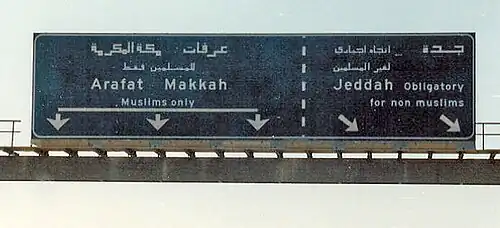 عرفات - مكة المكرمة
للمسلمين فقط
Arafat Makkah
Muslims only
جدة - اتجاه اجباري
لغير المسلمين
Jeddah Obligatory
for non muslims